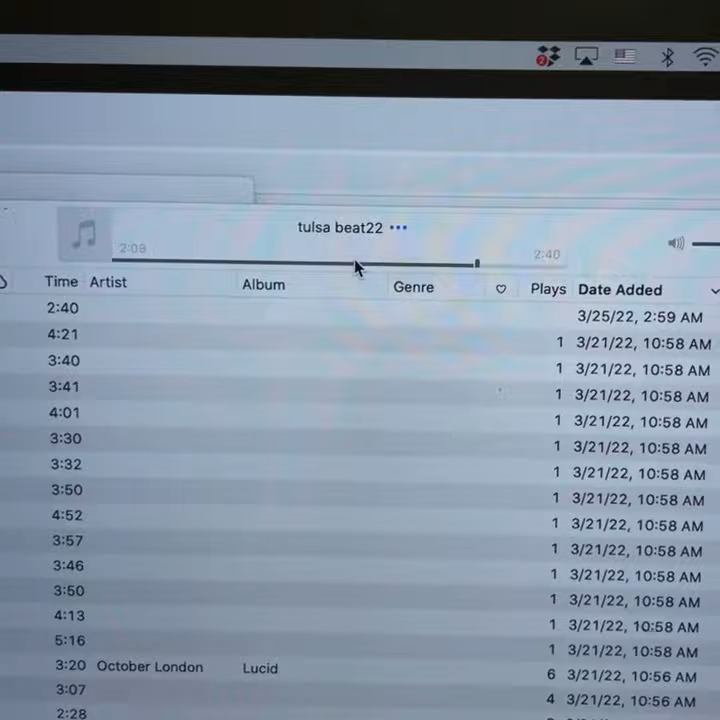 2
tulsa beat22 •••
2:09 2:40
Time Artist Album Genre Plays Date Added
2:40 3/25/22, 2:59 AM
4:21 1 3/21/22, 10:58 AM
3:40 1 3/21/22, 10:58 AM
3:41 1 3/21/22, 10:58 AM
4:01 1 3/21/22, 10:58 AM
3:30 1 3/21/22, 10:58 AM
3:32 1 3/21/22, 10:58 AM
3:50 1 3/21/22, 10:58 AM
4:52 1 3/21/22, 10:58 AM
3:57 1 3/21/22, 10:58 AM
3:46 1 3/21/22, 10:58 AM
3:50 1 3/21/22, 10:58 AM
4:13 1 3/21/22, 10:58 AM
5:16 1 3/21/22, 10:58 AM
3:20 October London Lucid 6 3/21/22, 10:56 AM
3:07 4 3/21/22, 10:56 AM
2:28